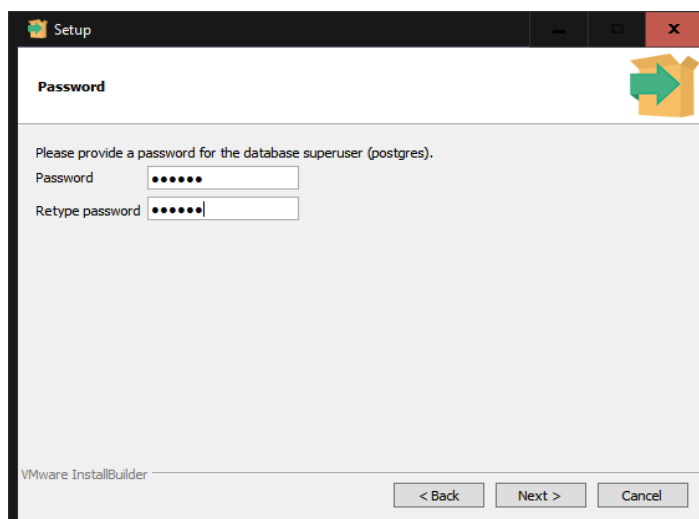 Setup
Password
Please provide a password for the database superuser (postgres).
Password ●●●●●●
Retype password ●●●●●●
VMware InstallBuilder
< Back Next > Cancel